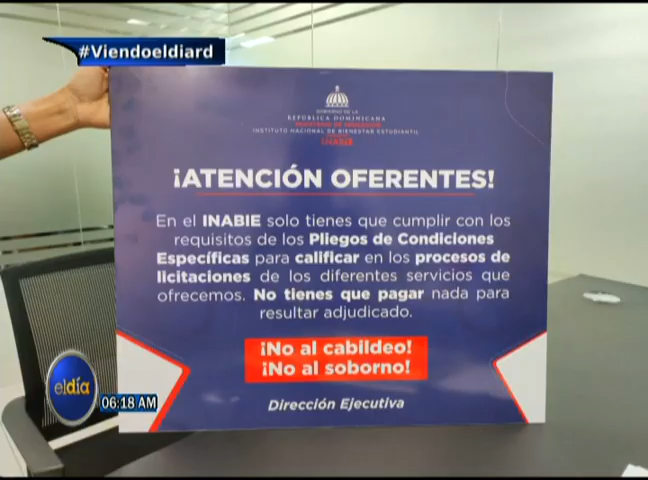 #Viendoeldiard
GOBIERNO DE LA
REPÚBLICA DOMINICANA
MINISTERIO DE EDUCACIÓN
INSTITUTO NACIONAL DE BIENESTAR ESTUDIANTIL
INABIE
¡ATENCIÓN OFERENTES!
En el INABIE solo tienes que cumplir con los
requisitos de los Pliegos de Condiciones
Específicas para calificar en los procesos de
licitaciones de los diferentes servicios que
ofrecemos. No tienes que pagar nada para
resultar adjudicado.
¡No al cabildeo!
¡No al soborno!
Dirección Ejecutiva
eldía
06:18 AM